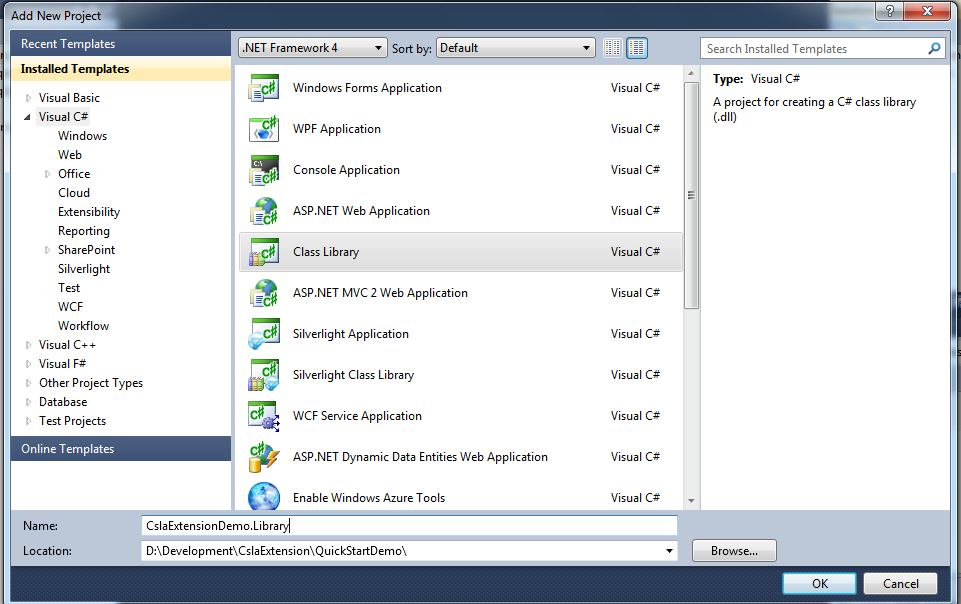 Add New Project
Recent Templates
.NET Framework 4
Sort by: Default
Search Installed Templates
Installed Templates
Visual Basic
Visual C#
Windows
Web
Office
Cloud
Extensibility
Reporting
SharePoint
Silverlight
Test
WCF
Workflow
Visual C++
Visual F#
Other Project Types
Database
Test Projects
Online Templates
Windows Forms Application Visual C#
WPF Application Visual C#
Console Application Visual C#
ASP.NET Web Application Visual C#
Class Library Visual C#
ASP.NET MVC 2 Web Application Visual C#
Silverlight Application Visual C#
Silverlight Class Library Visual C#
WCF Service Application Visual C#
ASP.NET Dynamic Data Entities Web Application Visual C#
Enable Windows Azure Tools Visual C#
Type: Visual C#
A project for creating a C# class library
(.dll)
Name: CslaExtensionDemo.Library
Location: D:\Development\CslaExtension\QuickStartDemo\
Browse...
OK
Cancel